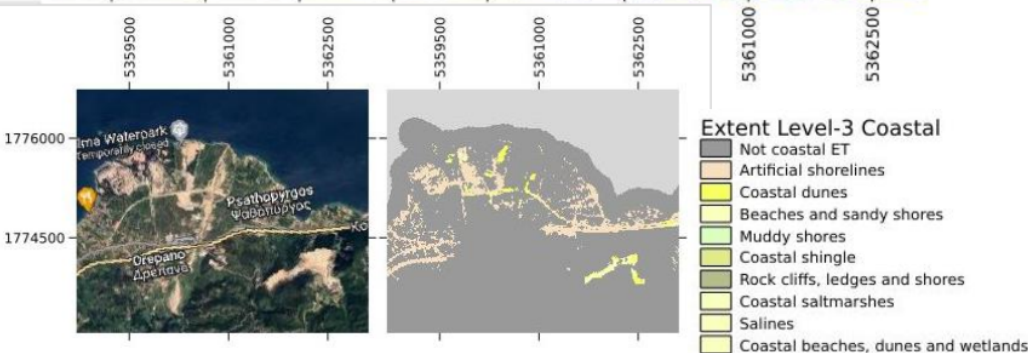 5359500 5361000 5362500 5359500 5361000 5362500 5361000 5362500
1776000
1774500
ma Waterpark
Temporarily closed
Psathopyrgos
Ψαθόπυργος
Ko
Drepano
Δρέπανο
Extent Level-3 Coastal
Not coastal ET
Artificial shorelines
Coastal dunes
Beaches and sandy shores
Muddy shores
Coastal shingle
Rock cliffs, ledges and shores
Coastal saltmarshes
Salines
Coastal beaches, dunes and wetlands